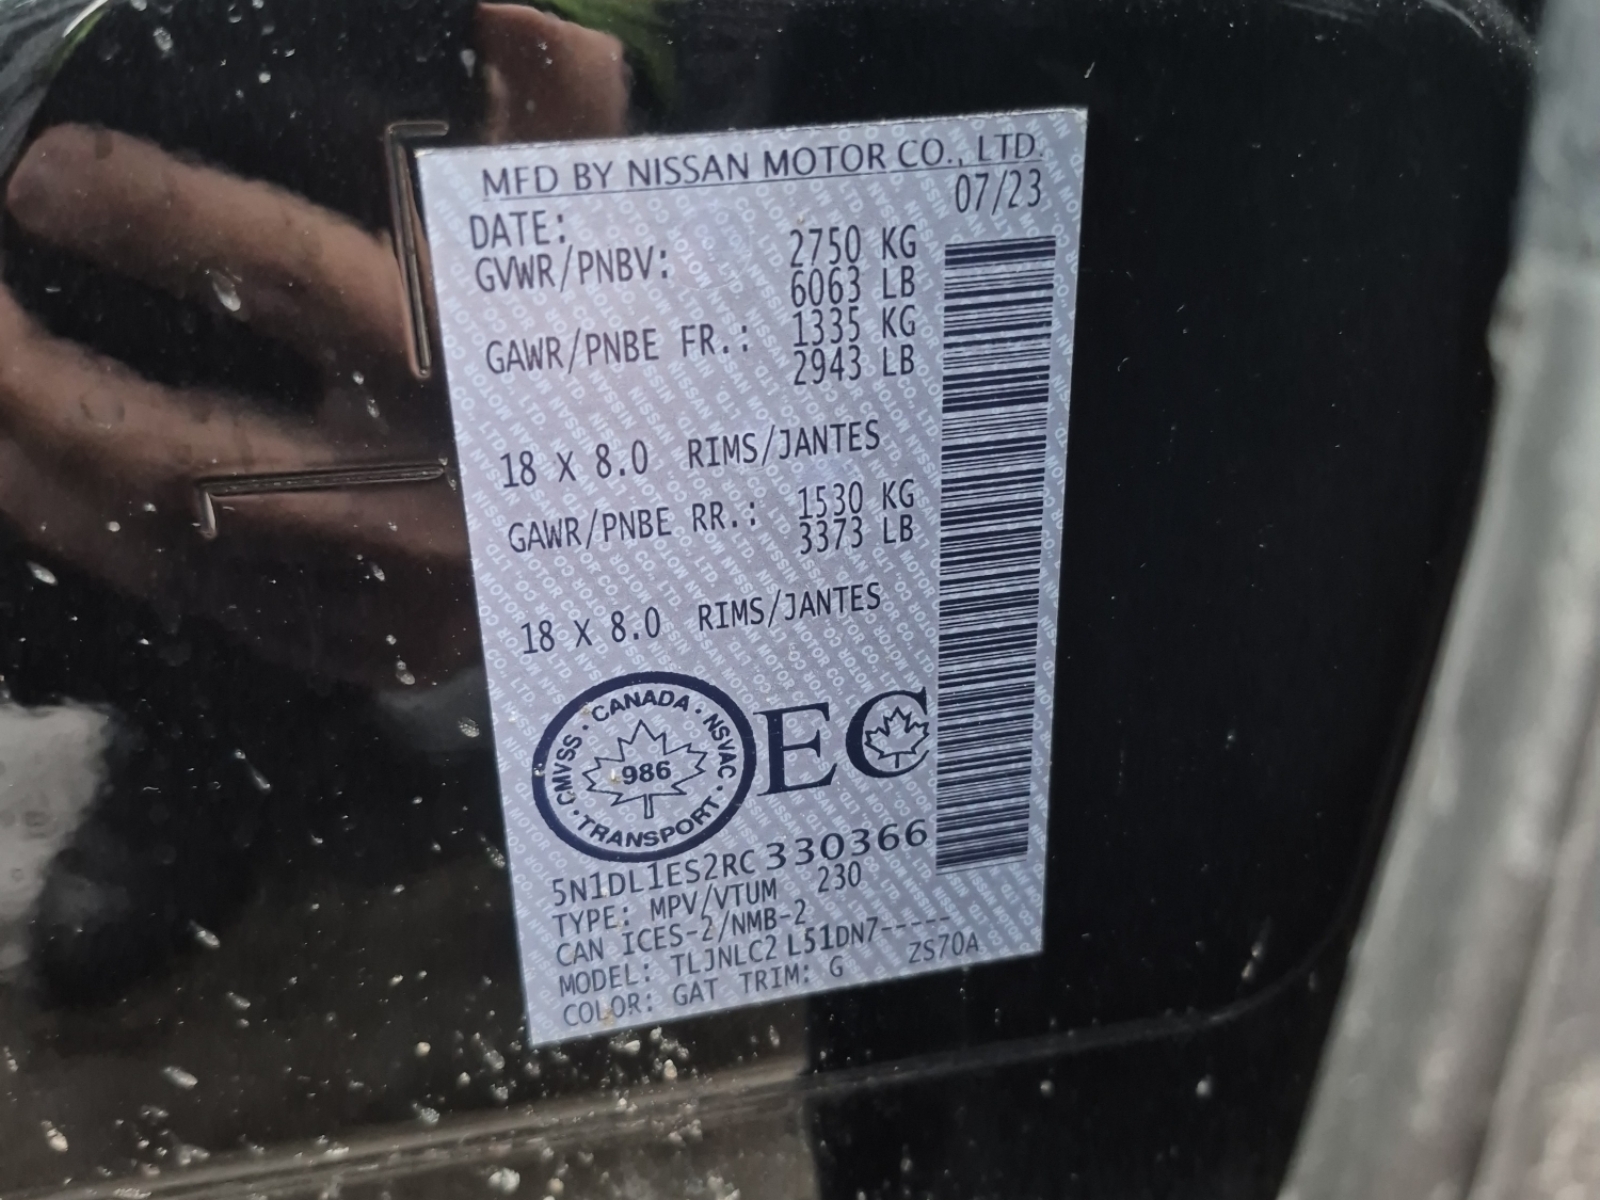 MFD BY NISSAN MOTOR CO., LTD.
DATE: 07/23
GVWR/PNBV: 2750 KG
6063 LB
GAWR/PNBE FR.: 1335 KG
2943 LB
18 X 8.0 RIMS/JANTES
GAWR/PNBE RR.: 1530 KG
3373 LB
18 X 8.0 RIMS/JANTES
CMVSS · CANADA · NSVAC · TRANSPORT ·
986
EC
5N1DL1ES2RC330366
TYPE: MPV/VTUM 230
CAN ICES-2/NMB-2
MODEL: TLJNLC2 L51DN7-----
COLOR: GAT TRIM: G ZS70A